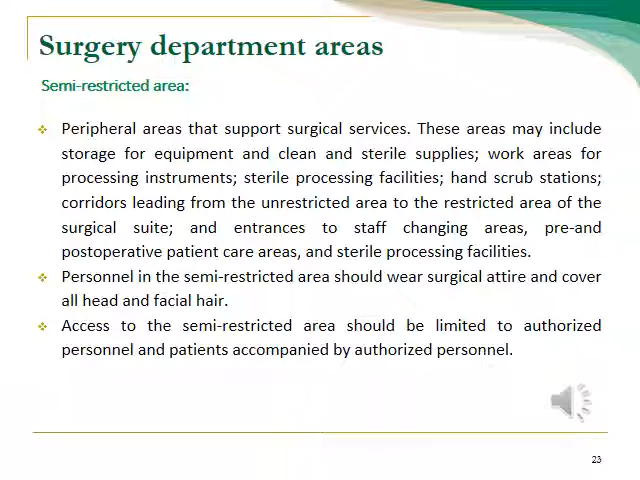 Surgery department areas
Semi-restricted area:
Peripheral areas that support surgical services. These areas may include
storage for equipment and clean and sterile supplies; work areas for
processing instruments; sterile processing facilities; hand scrub stations;
corridors leading from the unrestricted area to the restricted area of the
surgical suite; and entrances to staff changing areas, pre-and
postoperative patient care areas, and sterile processing facilities.
Personnel in the semi-restricted area should wear surgical attire and cover
all head and facial hair.
Access to the semi-restricted area should be limited to authorized
personnel and patients accompanied by authorized personnel.
23